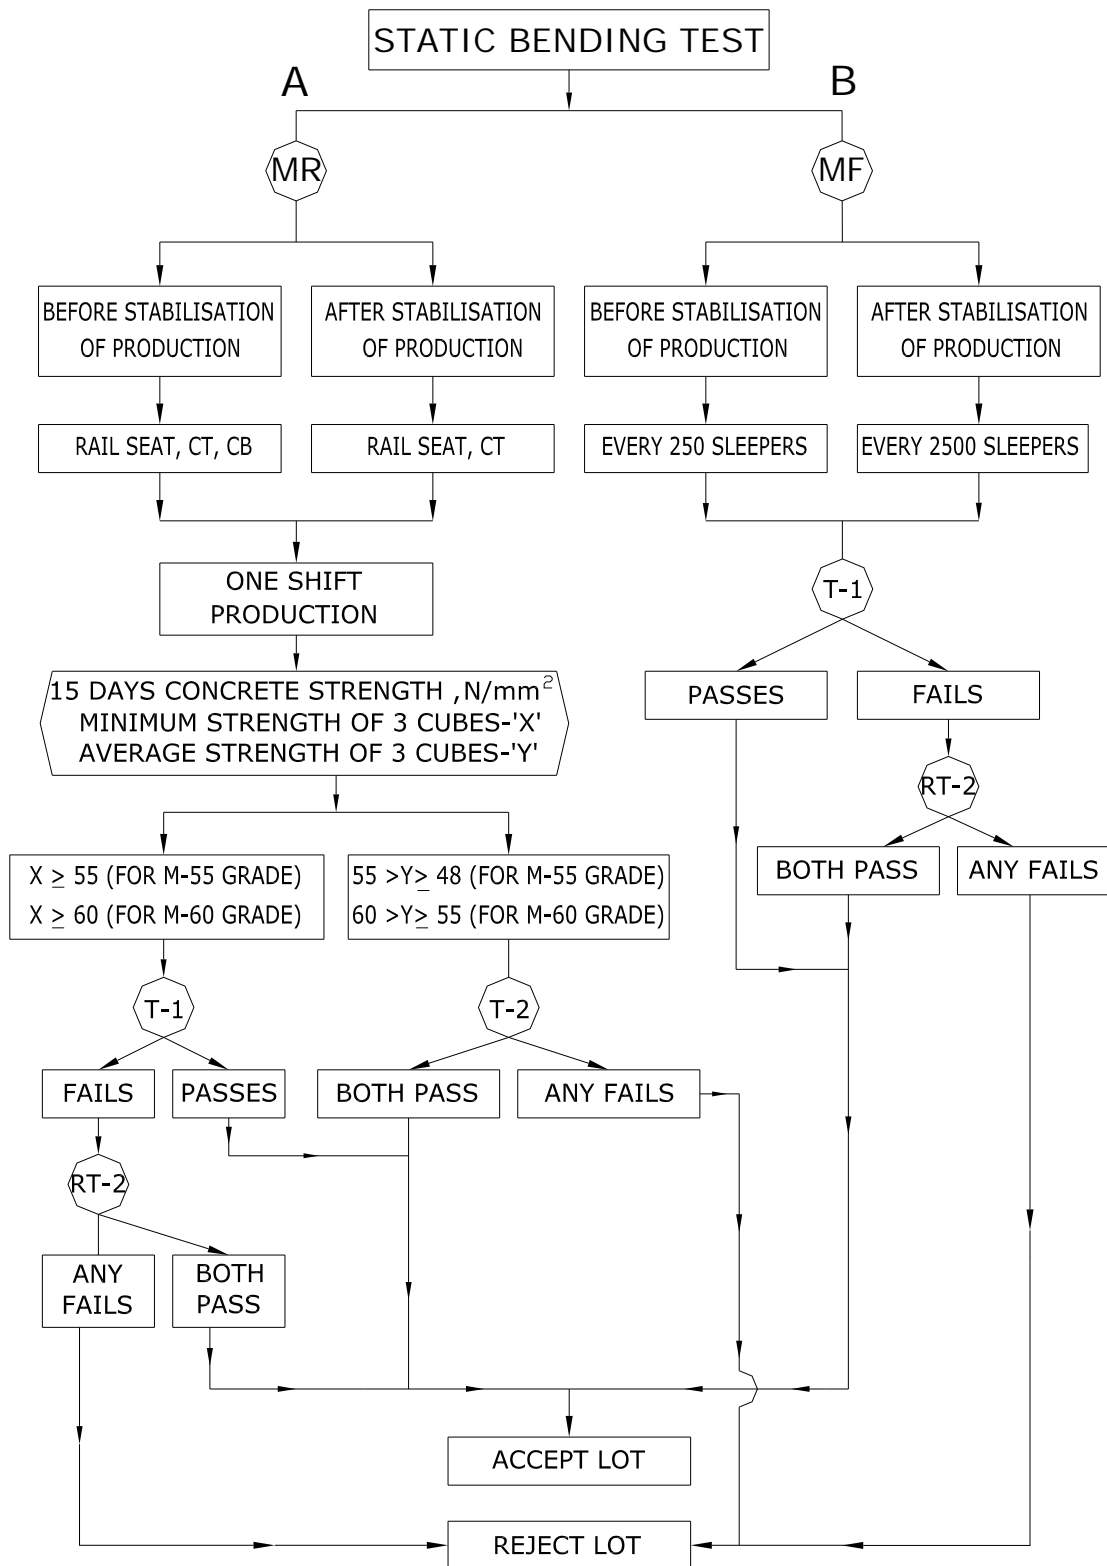 STATIC BENDING TEST
A
B
MR
MF
BEFORE STABILISATION
OF PRODUCTION
AFTER STABILISATION
OF PRODUCTION
BEFORE STABILISATION
OF PRODUCTION
AFTER STABILISATION
OF PRODUCTION
RAIL SEAT, CT, CB
RAIL SEAT, CT
EVERY 250 SLEEPERS
EVERY 2500 SLEEPERS
ONE SHIFT
PRODUCTION
T-1
15 DAYS CONCRETE STRENGTH ,N/mm²
MINIMUM STRENGTH OF 3 CUBES-'X'
AVERAGE STRENGTH OF 3 CUBES-'Y'
PASSES
FAILS
RT-2
BOTH PASS
ANY FAILS
X ≥ 55 (FOR M-55 GRADE)
X ≥ 60 (FOR M-60 GRADE)
55 >Y≥ 48 (FOR M-55 GRADE)
60 >Y≥ 55 (FOR M-60 GRADE)
T-1
T-2
FAILS
PASSES
BOTH PASS
ANY FAILS
RT-2
ANY
FAILS
BOTH
PASS
ACCEPT LOT
REJECT LOT